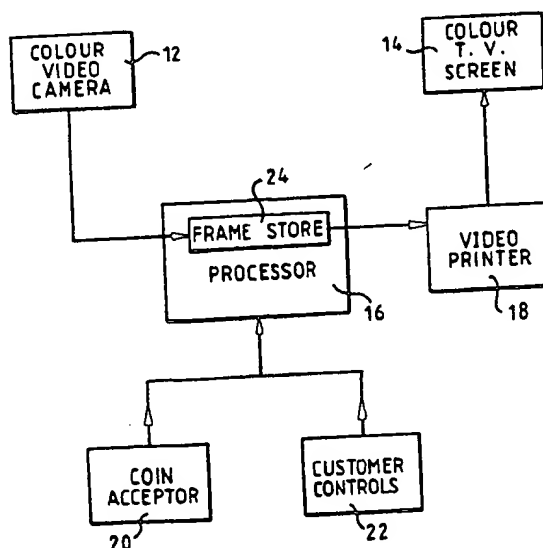 COLOUR
VIDEO
CAMERA
12
14
COLOUR
T. V.
SCREEN
24
FRAME STORE
PROCESSOR
16
VIDEO
PRINTER
18
COIN
ACCEPTOR
20
CUSTOMER
CONTROLS
22